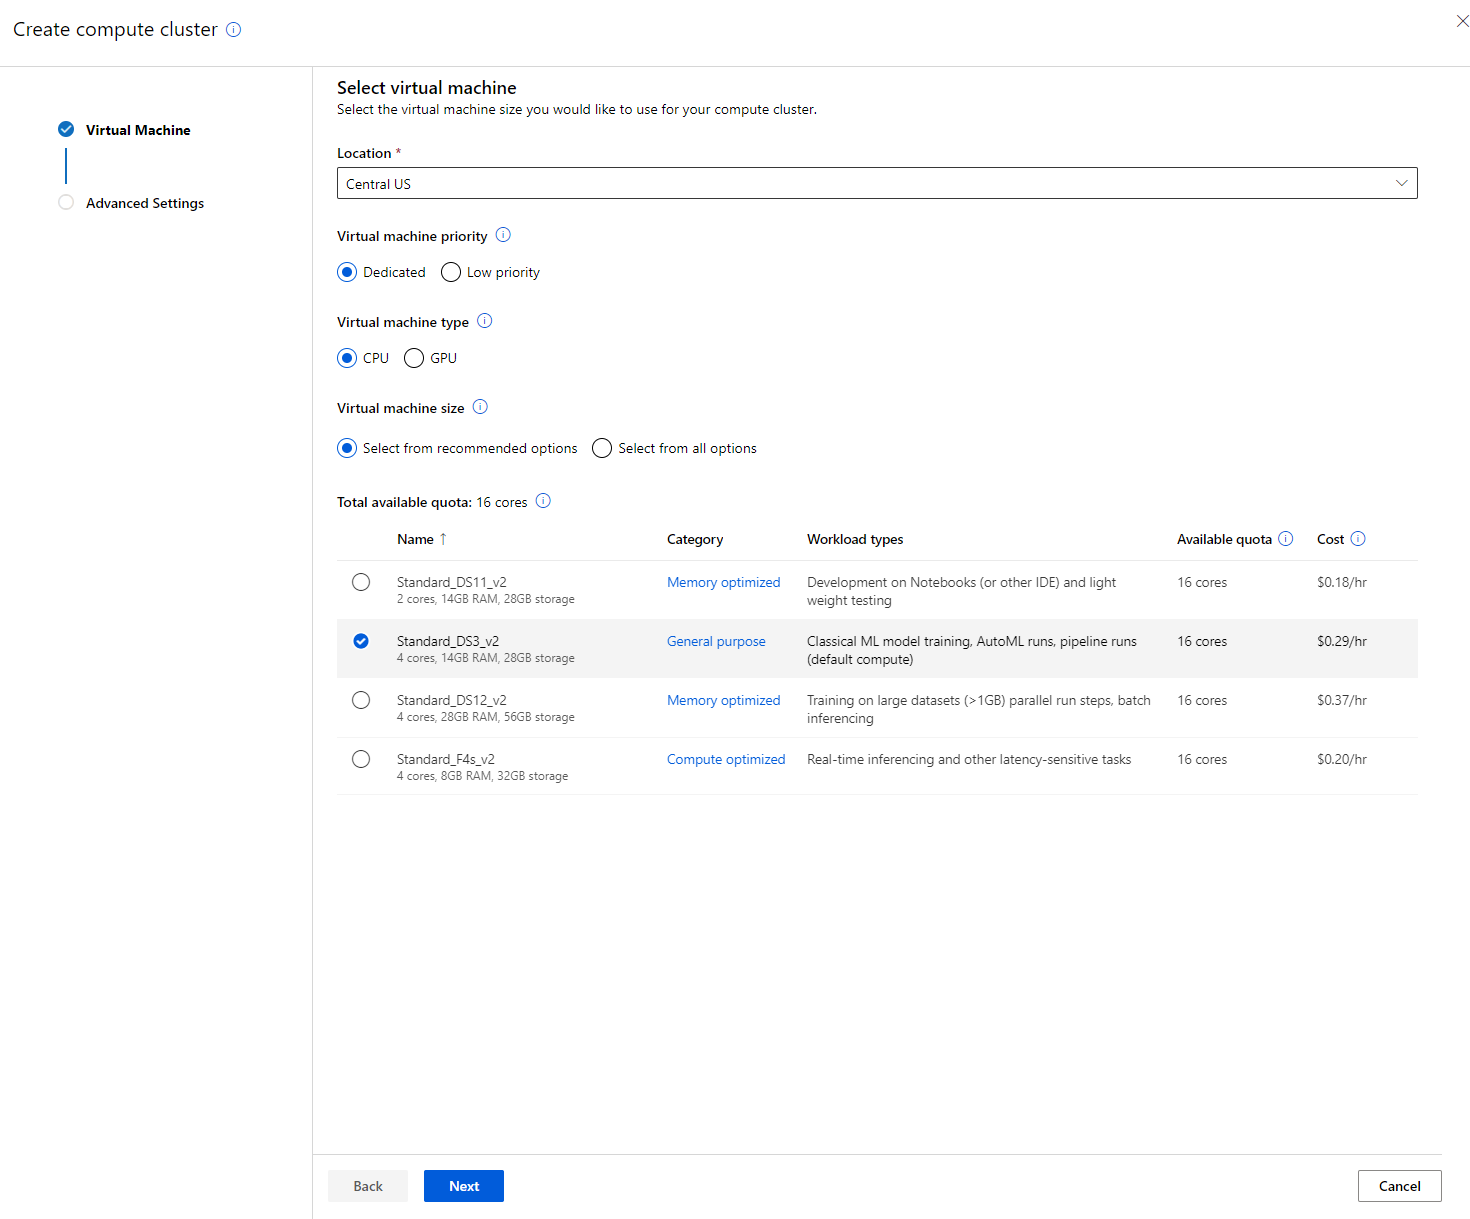 Create compute cluster
Virtual Machine
Advanced Settings
Select virtual machine
Select the virtual machine size you would like to use for your compute cluster.
Location *
Central US
Virtual machine priority
Dedicated Low priority
Virtual machine type
CPU GPU
Virtual machine size
Select from recommended options Select from all options
Total available quota: 16 cores
Name ↑ Category Workload types Available quota Cost
Standard_DS11_v2 Memory optimized Development on Notebooks (or other IDE) and light 16 cores $0.18/hr
2 cores, 14GB RAM, 28GB storage weight testing
Standard_DS3_v2 General purpose Classical ML model training, AutoML runs, pipeline runs 16 cores $0.29/hr
4 cores, 14GB RAM, 28GB storage (default compute)
Standard_DS12_v2 Memory optimized Training on large datasets (>1GB) parallel run steps, batch 16 cores $0.37/hr
4 cores, 28GB RAM, 56GB storage inferencing
Standard_F4s_v2 Compute optimized Real-time inferencing and other latency-sensitive tasks 16 cores $0.20/hr
4 cores, 8GB RAM, 32GB storage
Back Next Cancel